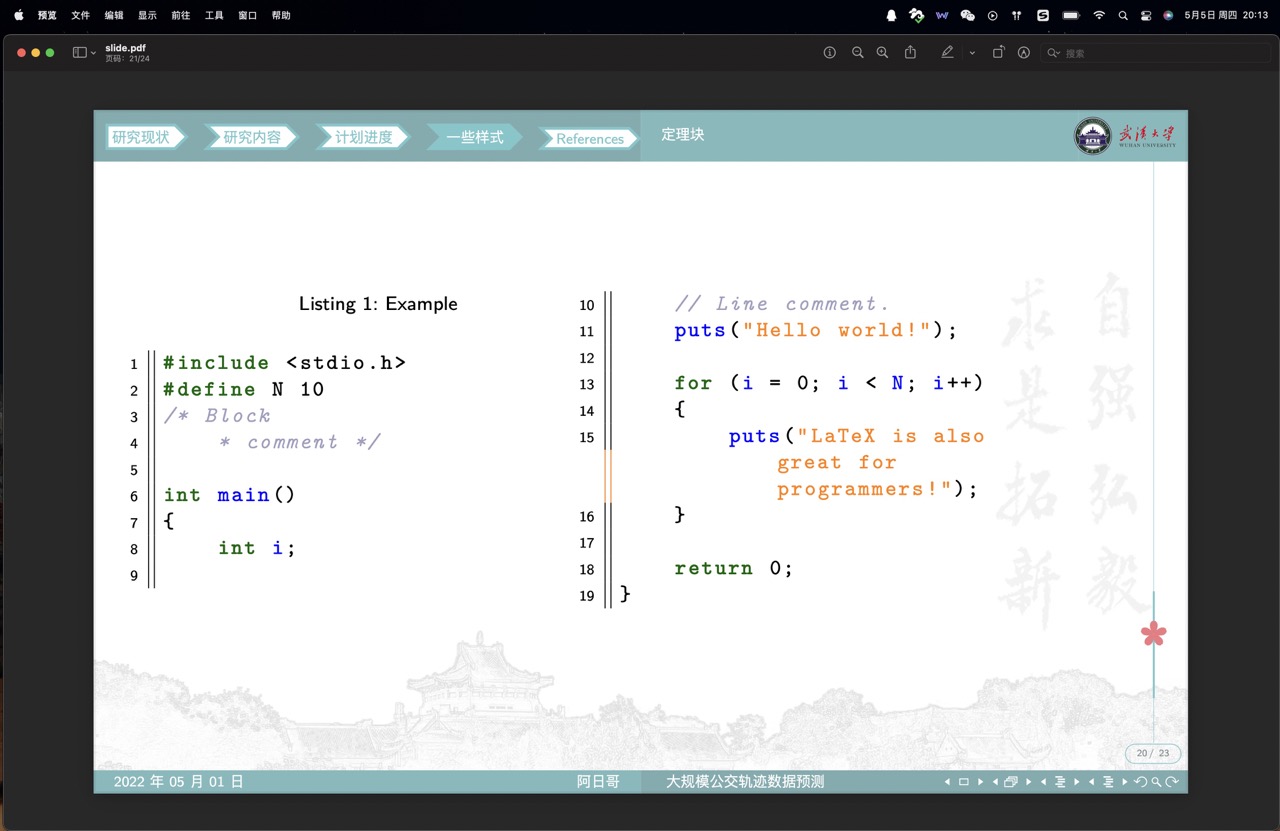 预览 文件 编辑 显示 前往 工具 窗口 帮助
5月5日 周四 20:13
slide.pdf
页码：21/24
搜索
研究现状 研究内容 计划进度 一些样式 References 定理块
武汉大学
WUHAN UNIVERSITY
Listing 1: Example
1 #include <stdio.h>
2 #define N 10
3 /* Block
4 * comment */
5
6 int main()
7 {
8 int i;
9
10 // Line comment.
11 puts("Hello world!");
12
13 for (i = 0; i < N; i++)
14 {
15 puts("LaTeX is also
great for
programmers!");
16 }
17
18 return 0;
19 }
自强
弘毅
求是
拓新
20 / 23
2022 年 05 月 01 日 阿日哥 大规模公交轨迹数据预测